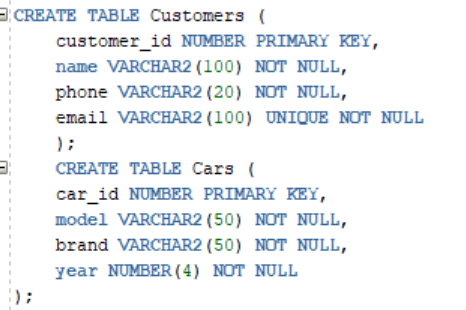 CREATE TABLE Customers (
customer_id NUMBER PRIMARY KEY,
name VARCHAR2(100) NOT NULL,
phone VARCHAR2(20) NOT NULL,
email VARCHAR2(100) UNIQUE NOT NULL
);
CREATE TABLE Cars (
car_id NUMBER PRIMARY KEY,
model VARCHAR2(50) NOT NULL,
brand VARCHAR2(50) NOT NULL,
year NUMBER(4) NOT NULL
);